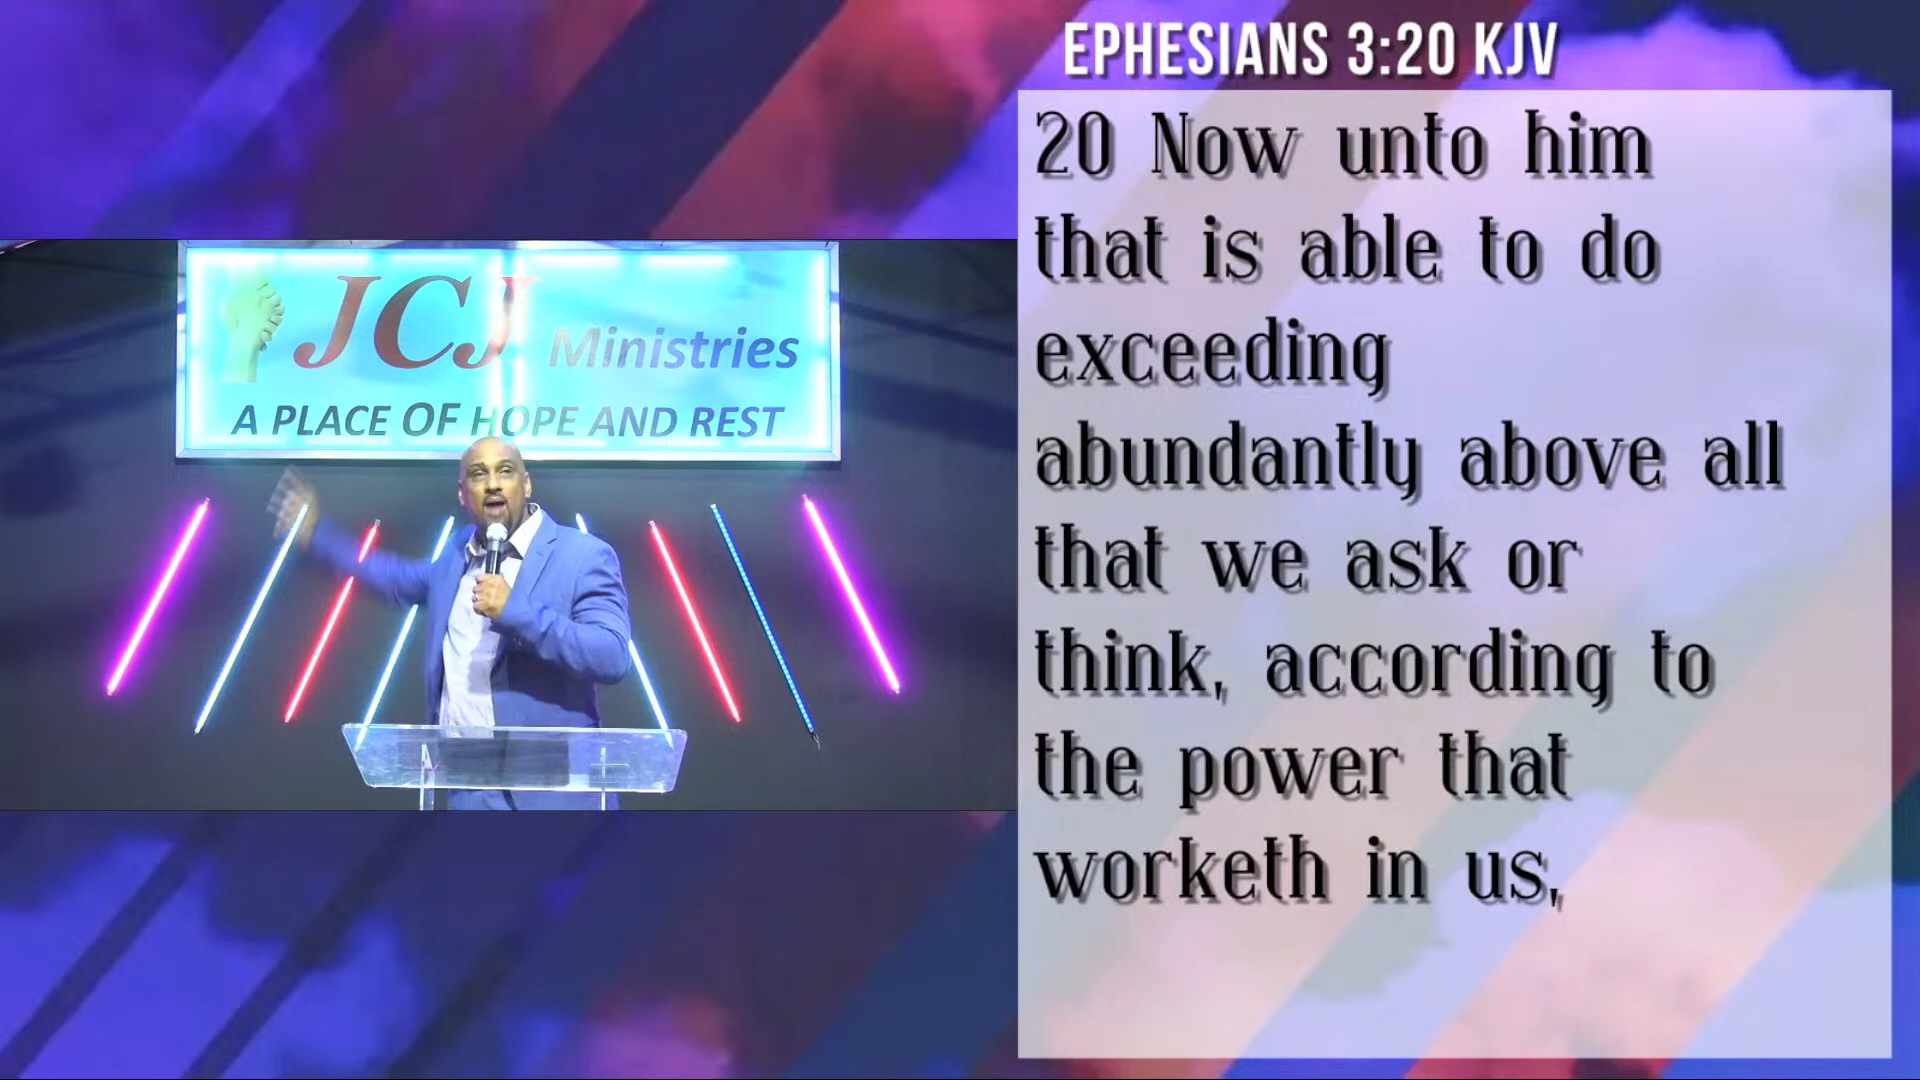 JCJ Ministries
A PLACE OF HOPE AND REST
EPHESIANS 3:20 KJV
20 Now unto him
that is able to do
exceeding
abundantly above all
that we ask or
think, according to
the power that
worketh in us,